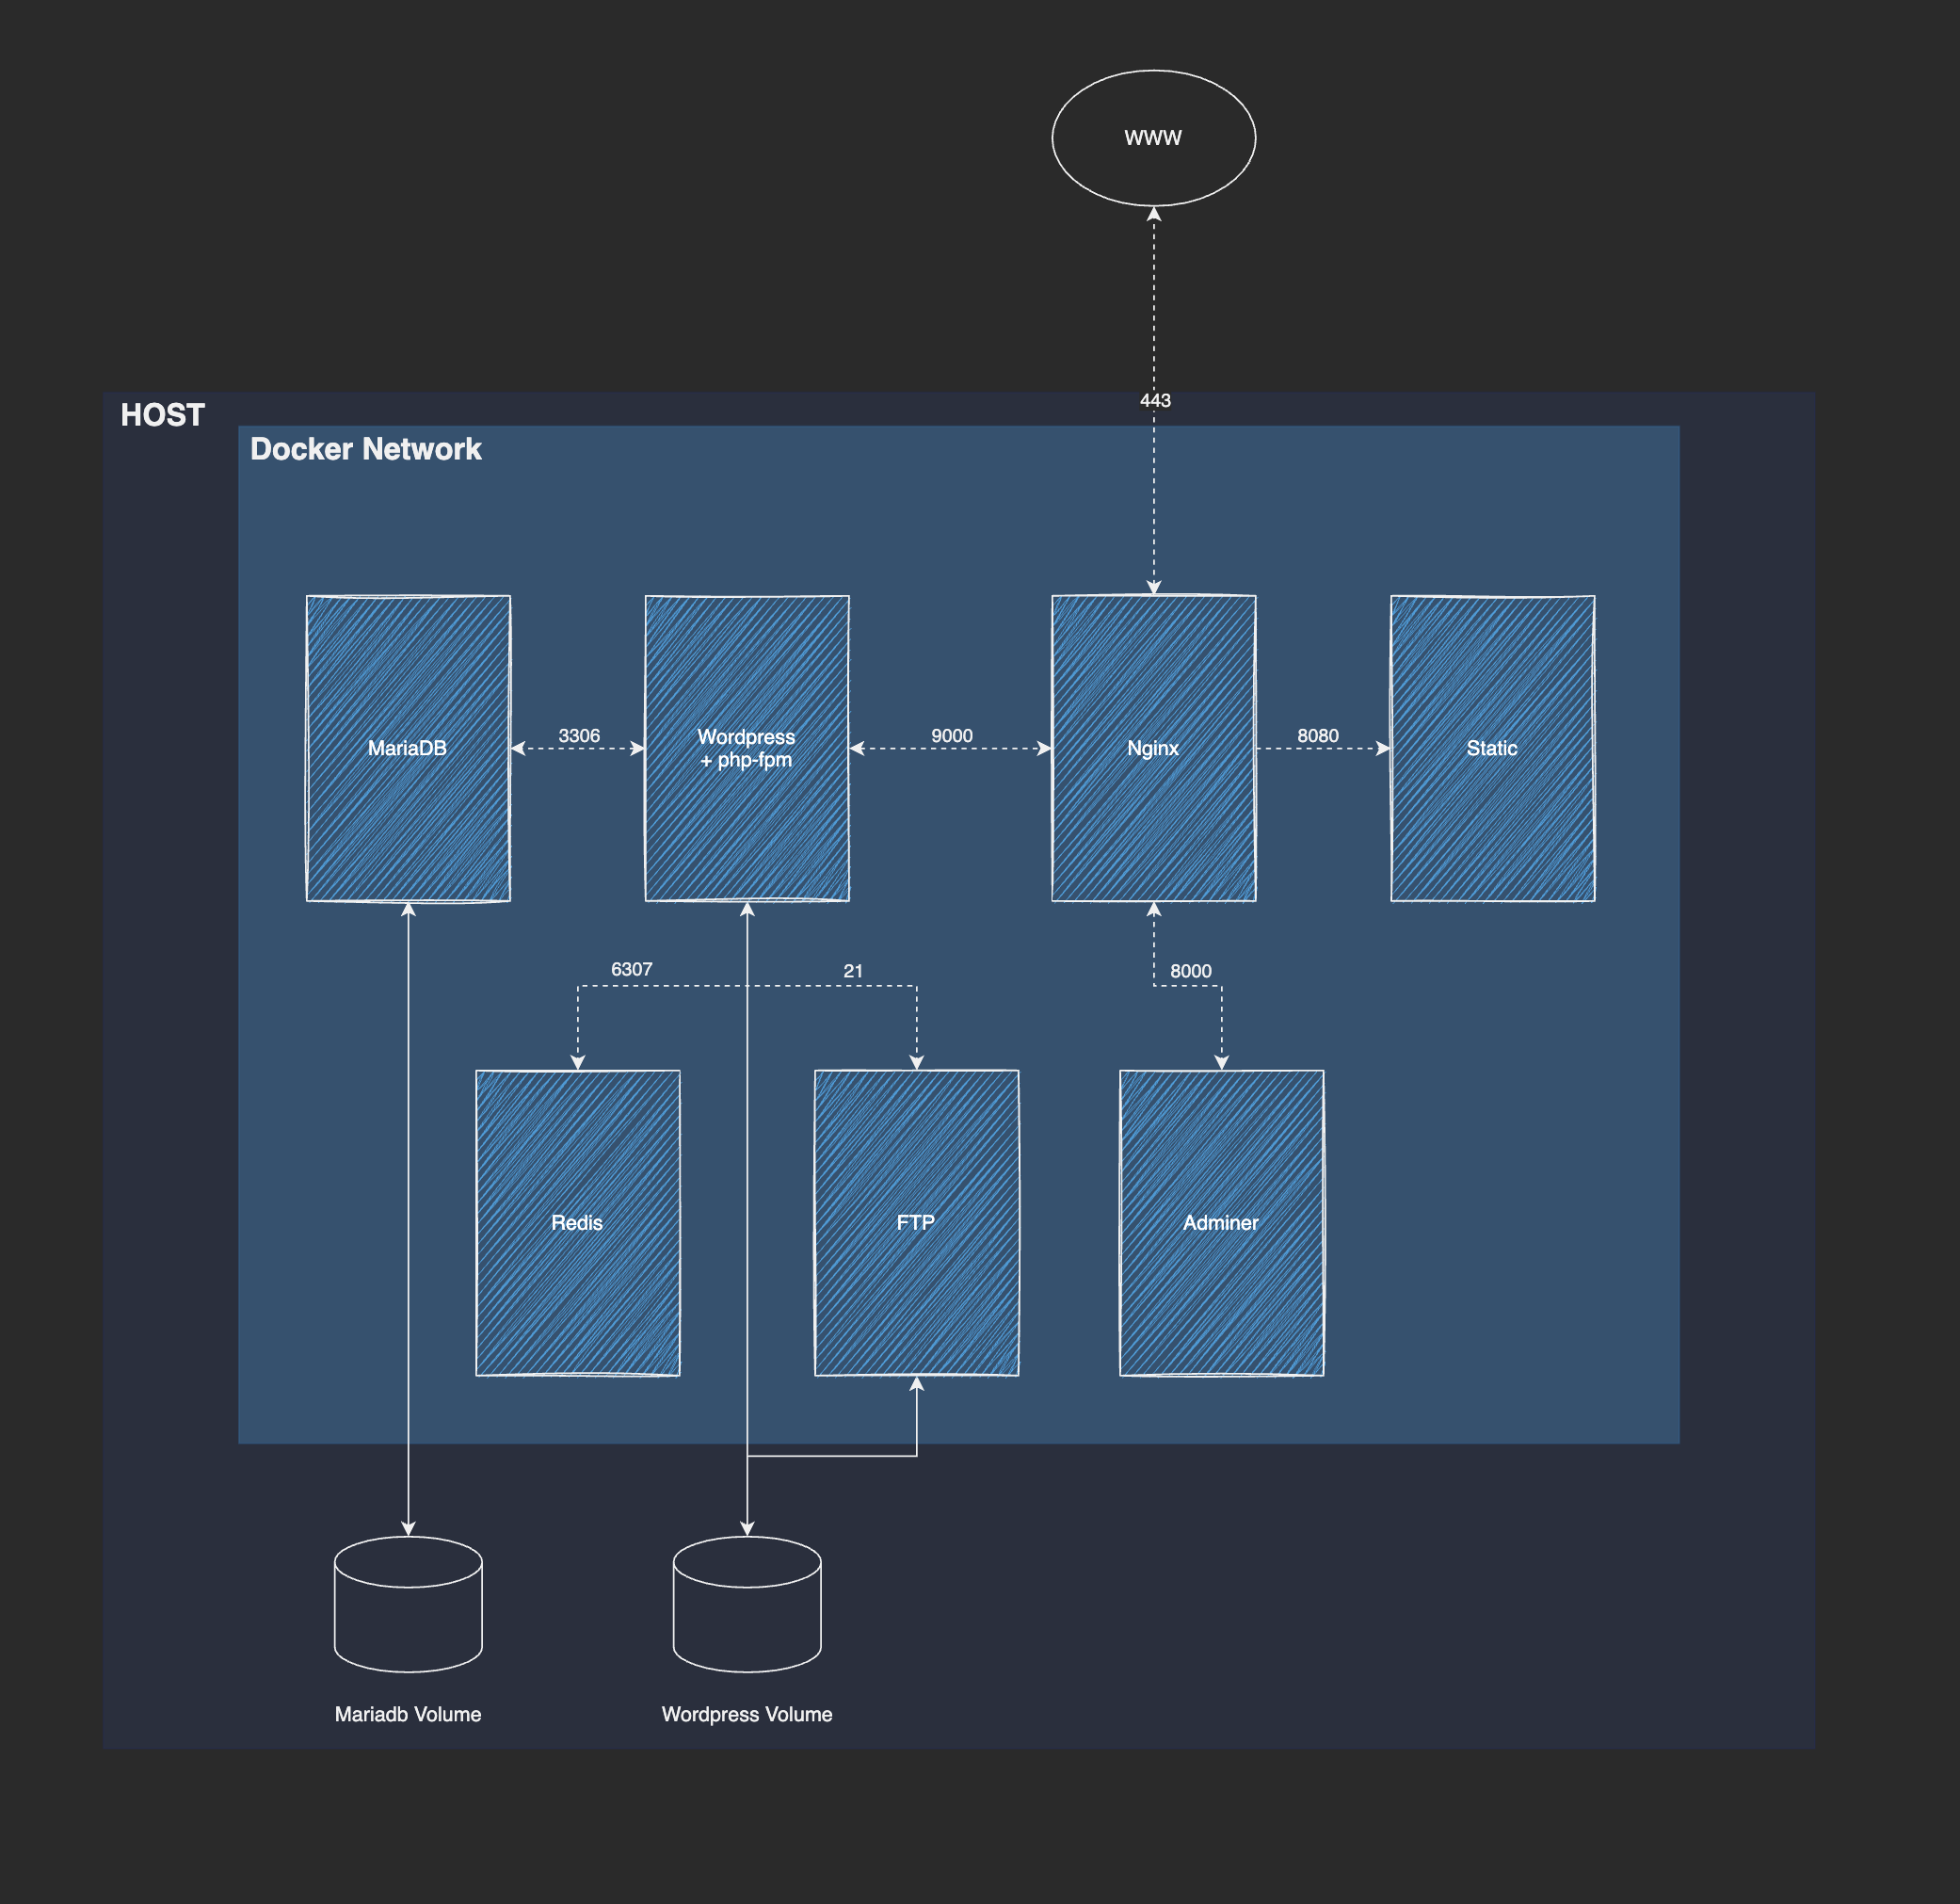 WWW
443
HOST
Docker Network
MariaDB
3306
Wordpress
+ php-fpm
9000
Nginx
8080
Static
6307
21
8000
Redis
FTP
Adminer
Mariadb Volume
Wordpress Volume